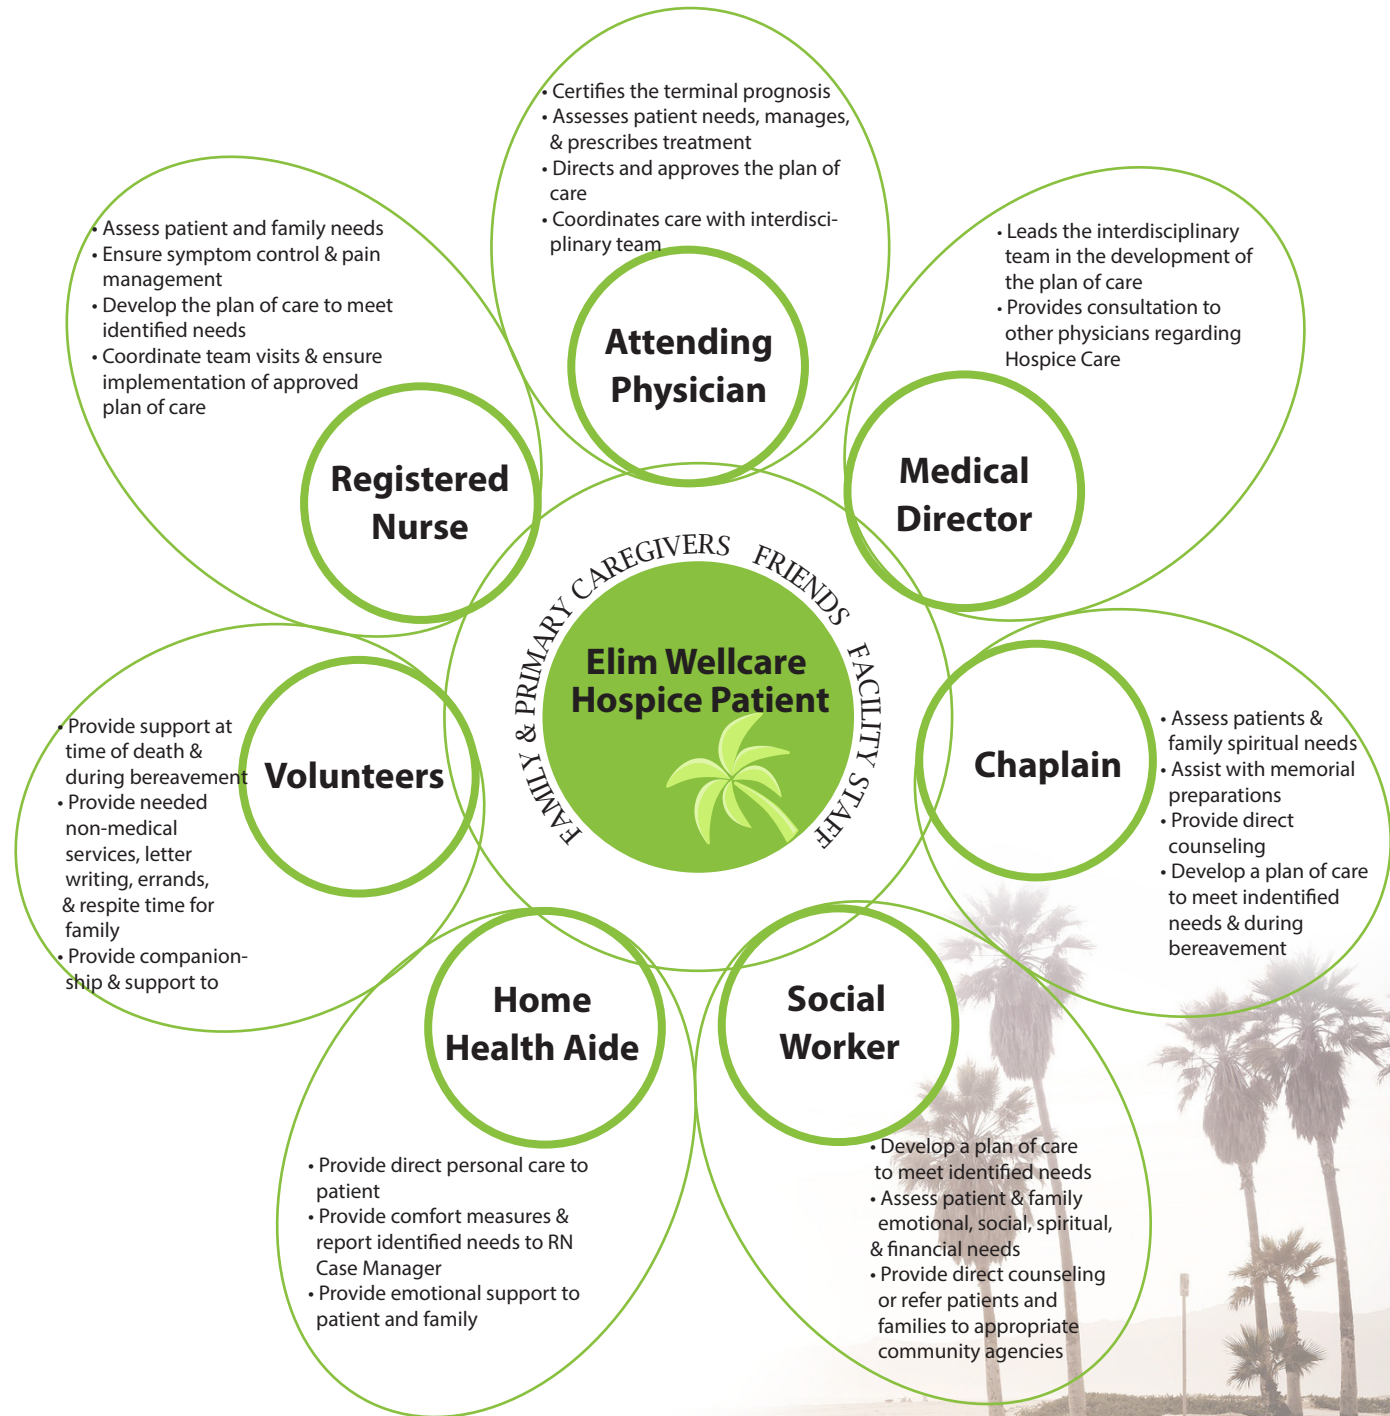 • Certifies the terminal prognosis
• Assesses patient needs, manages,
& prescribes treatment
• Directs and approves the plan of
care
• Coordinates care with interdisci-
plinary team
Attending
Physician
• Leads the interdisciplinary
team in the development of
the plan of care
• Provides consultation to
other physicians regarding
Hospice Care
Medical
Director
• Assess patients &
family spiritual needs
• Assist with memorial
preparations
• Provide direct
counseling
• Develop a plan of care
to meet indentified
needs & during
bereavement
Chaplain
Social
Worker
• Develop a plan of care
to meet identified needs
• Assess patient & family
emotional, social, spiritual,
& financial needs
• Provide direct counseling
or refer patients and
families to appropriate
community agencies
Home
Health Aide
• Provide direct personal care to
patient
• Provide comfort measures &
report identified needs to RN
Case Manager
• Provide emotional support to
patient and family
• Provide support at
time of death &
during bereavement
• Provide needed
non-medical
services, letter
writing, errands,
& respite time for
family
• Provide companion-
ship & support to
Volunteers
• Assess patient and family needs
• Ensure symptom control & pain
management
• Develop the plan of care to meet
identified needs
• Coordinate team visits & ensure
implementation of approved
plan of care
Registered
Nurse
FAMILY & PRIMARY CAREGIVERS FRIENDS FACILITY STAFF
Elim Wellcare
Hospice Patient